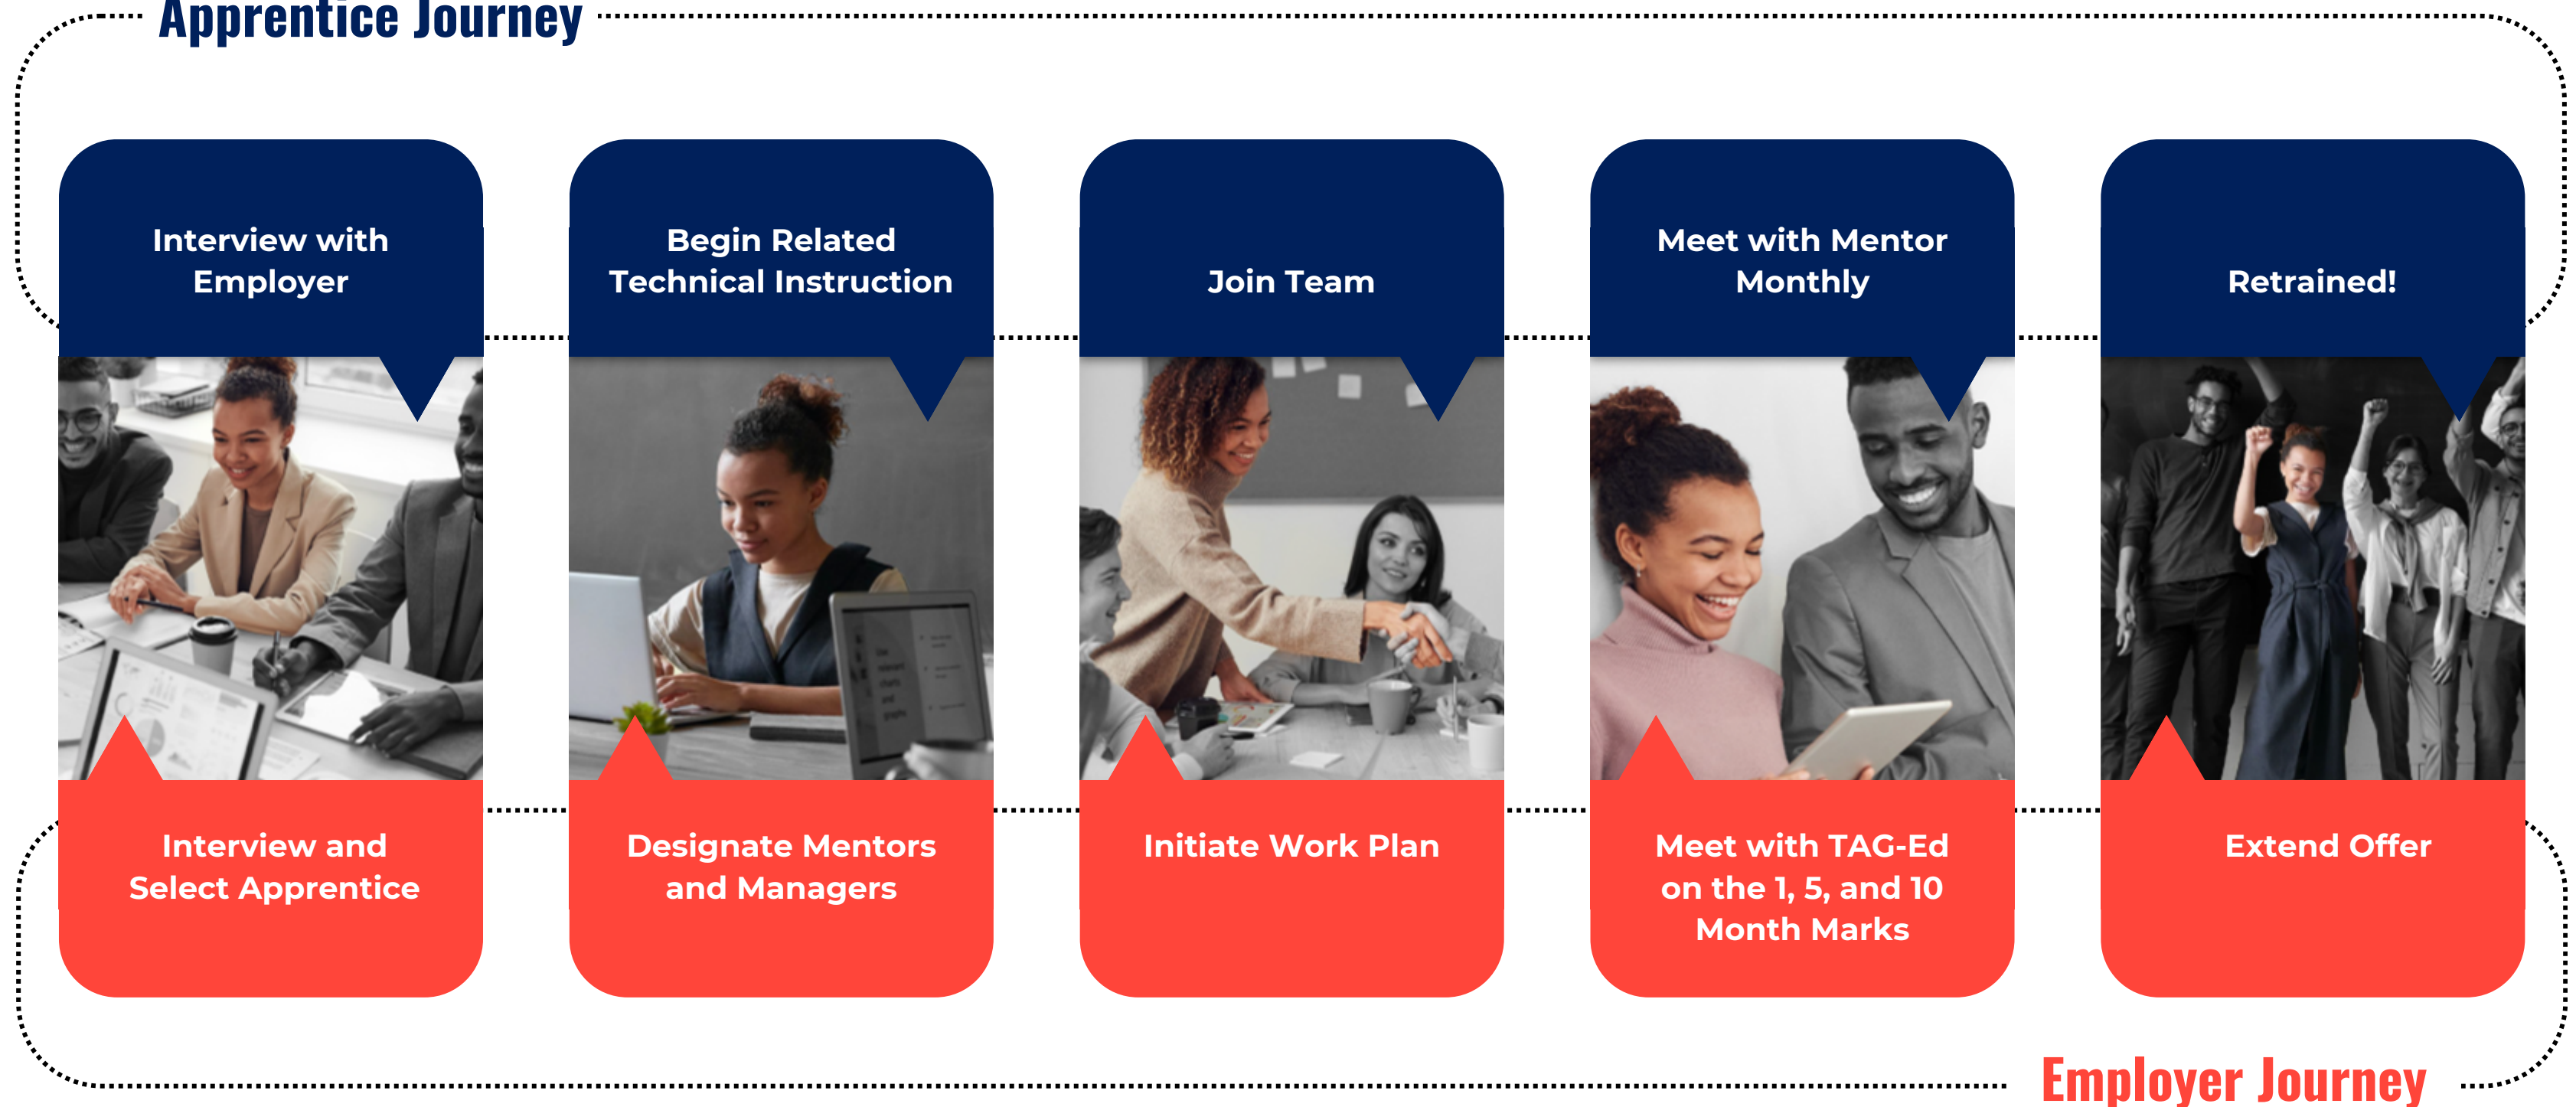 Apprentice Journey
Interview with
Employer
Begin Related
Technical Instruction
Join Team
Meet with Mentor
Monthly
Retrained!
Interview and
Select Apprentice
Designate Mentors
and Managers
Initiate Work Plan
Meet with TAG-Ed
on the 1, 5, and 10
Month Marks
Extend Offer
Employer Journey